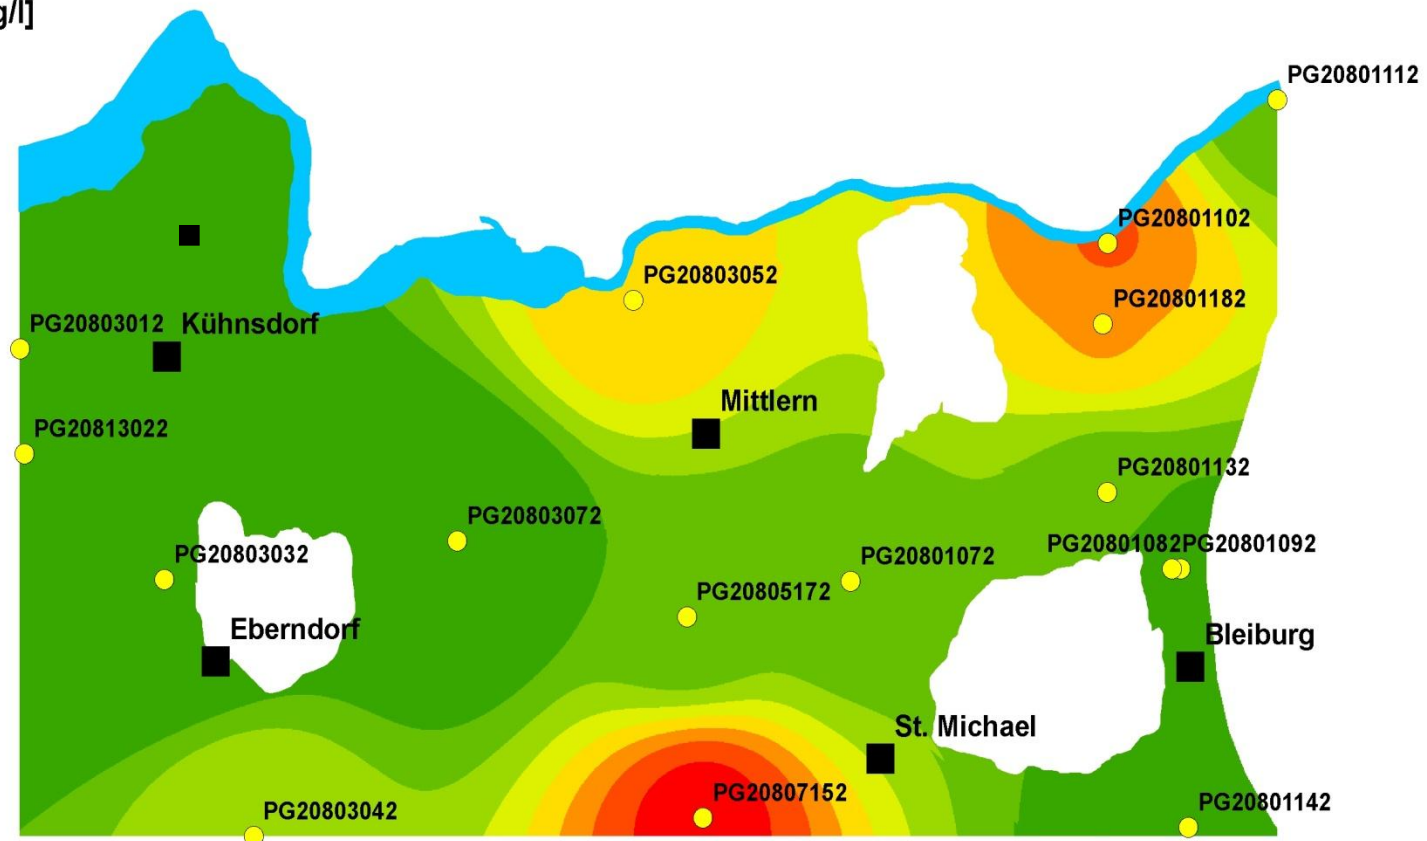 g/l]
PG20801112
PG20801102
PG20803052
PG20801182
PG20803012
Kühnsdorf
Mittlern
PG20813022
PG20801132
PG20803072
PG20801082PG20801092
PG20803032
PG20801072
PG20805172
Eberndorf
Bleiburg
St. Michael
PG20807152
PG20801142
PG20803042